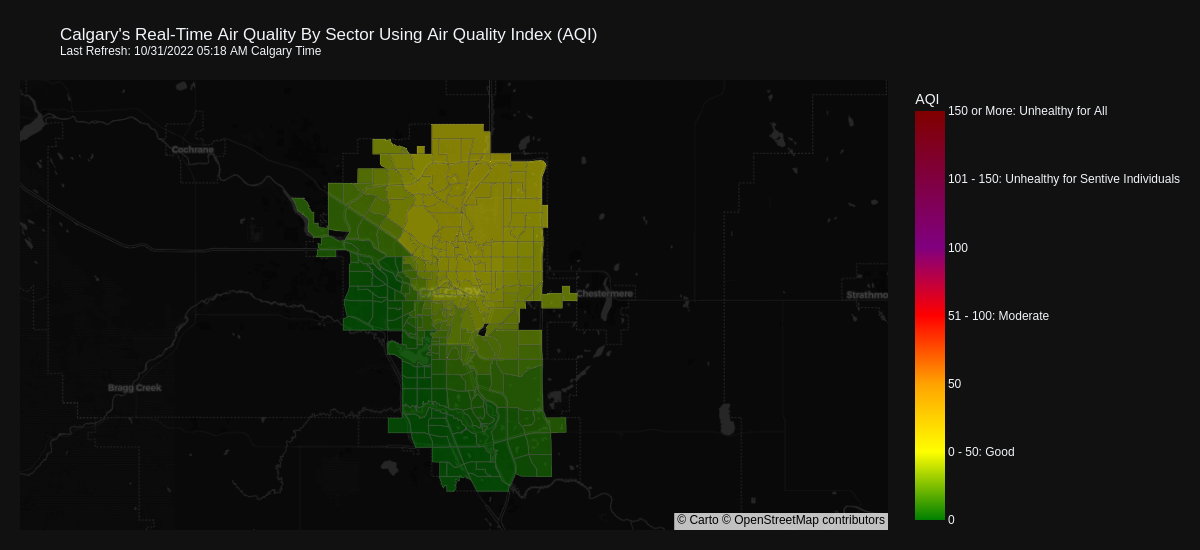 Calgary's Real-Time Air Quality By Sector Using Air Quality Index (AQI)
Last Refresh: 10/31/2022 05:18 AM Calgary Time
AQI
150 or More: Unhealthy for All
Cochrane
101 - 150: Unhealthy for Sentive Individuals
100
Chestermere
Strathmo
51 - 100: Moderate
Bragg Creek
50
0 - 50: Good
© Carto © OpenStreetMap contributors
0